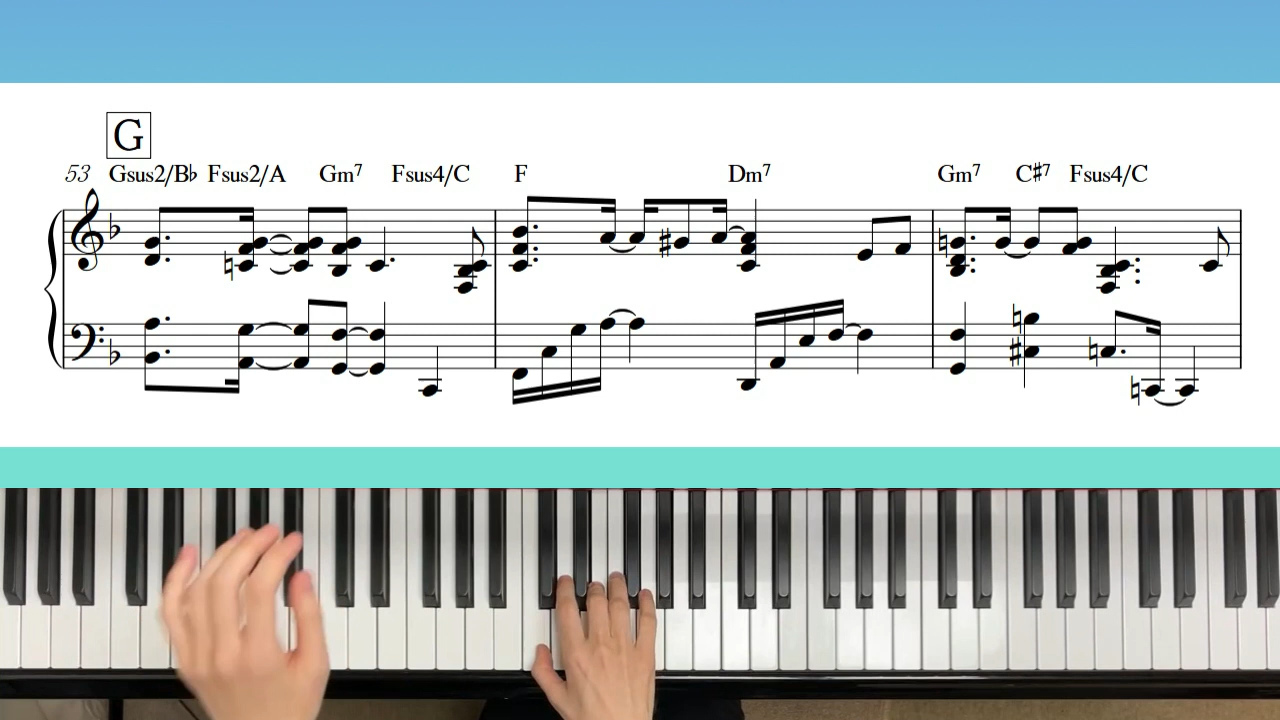 G
53 Gsus2/B♭ Fsus2/A Gm7 Fsus4/C F Dm7 Gm7 C#7 Fsus4/C